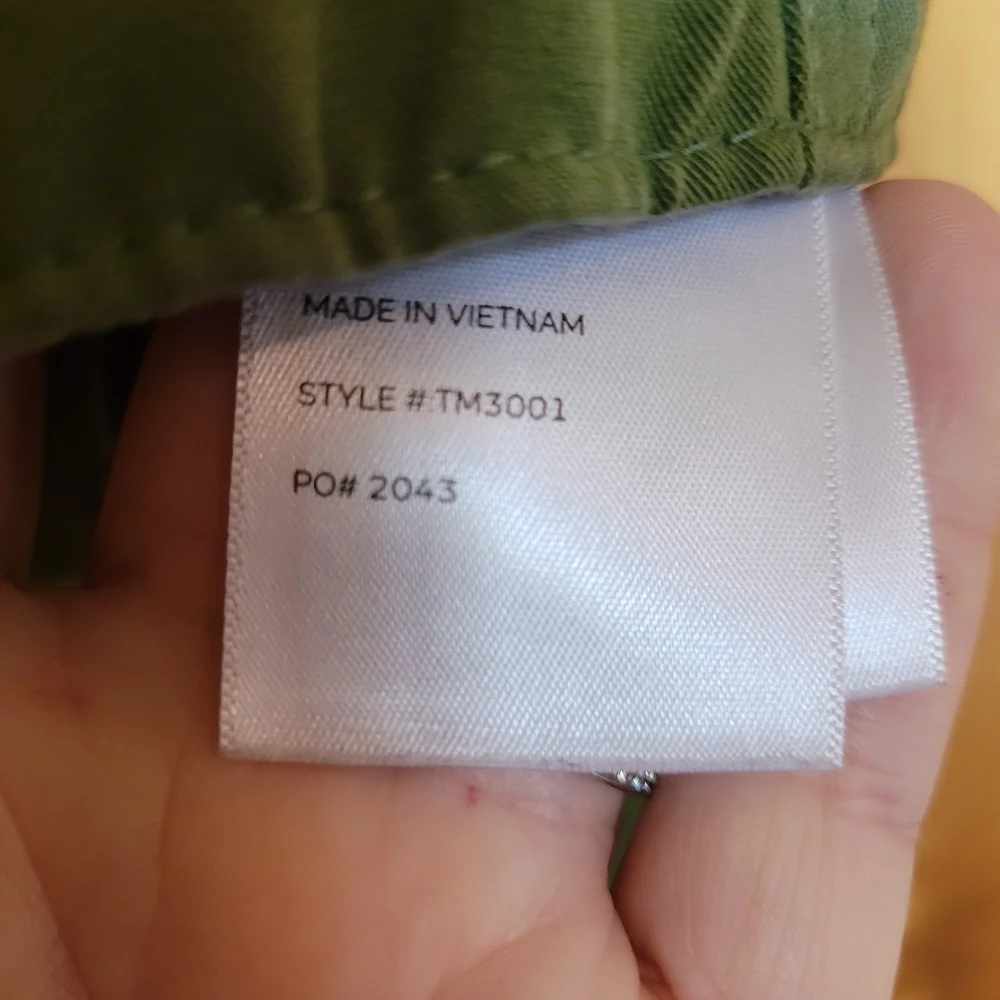 MADE IN VIETNAM
STYLE #:TM3001
PO# 2043